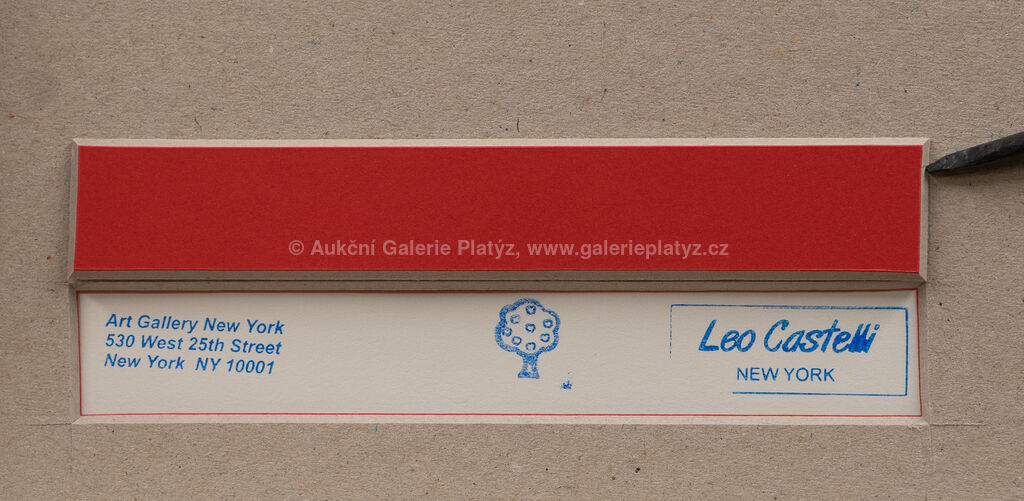 © Aukční Galerie Platýz, www.galerieplatyz.cz
Art Gallery New York
530 West 25th Street
New York NY 10001
Leo Castelli
NEW YORK